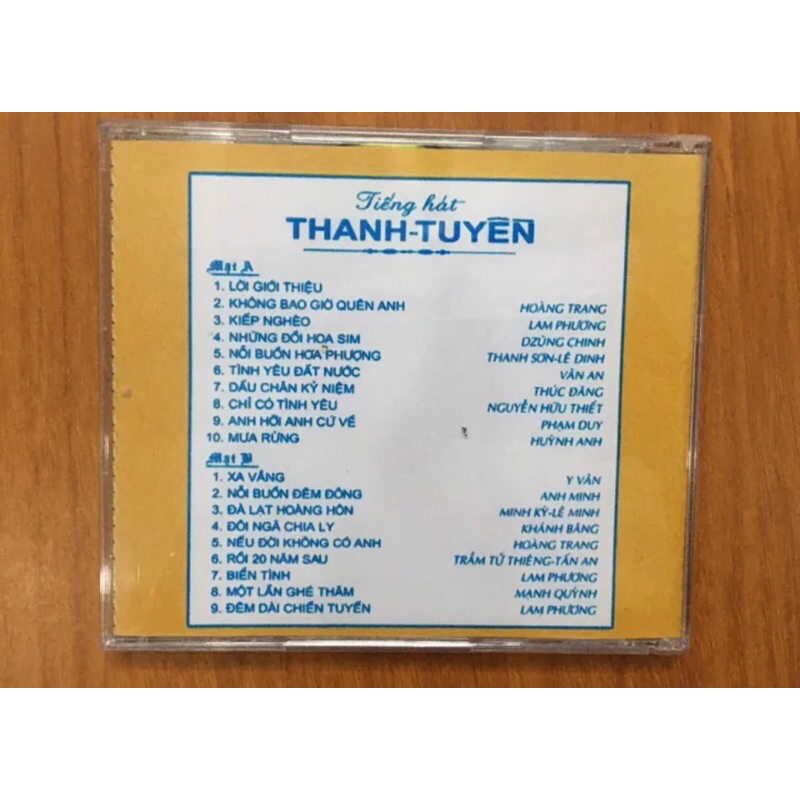 Tiếng hát
THANH-TUYỀN
Mặt A
1. LỜI GIỚI THIỆU
2. KHÔNG BAO GIỜ QUÊN ANH HOÀNG TRANG
3. KIẾP NGHÈO LAM PHƯƠNG
4. NHỮNG ĐỒI HOA SIM DZŨNG CHINH
5. NỖI BUỒN HOA PHƯỢNG THANH SƠN-LÊ DINH
6. TÌNH YÊU ĐẤT NƯỚC VÂN AN
7. DẤU CHÂN KỶ NIỆM THÚC ĐĂNG
8. CHỈ CÓ TÌNH YÊU NGUYỄN HỮU THIẾT
9. ANH HỠI ANH CỨ VỀ PHẠM DUY
10. MƯA RỪNG HUỲNH ANH
Mặt B
1. XA VẮNG Y VÂN
2. NỖI BUỒN ĐÊM ĐÔNG ANH MINH
3. ĐÀ LẠT HOÀNG HÔN MINH KỲ-LÊ MINH
4. ĐÔI NGÃ CHIA LY KHÁNH BĂNG
5. NẾU ĐỜI KHÔNG CÓ ANH HOÀNG TRANG
6. RỒI 20 NĂM SAU TRẦM TỬ THIÊNG-TẤN AN
7. BIỂN TÌNH LAM PHƯƠNG
8. MỘT LẦN GHÉ THĂM MẠNH QUỲNH
9. ĐÊM DÀI CHIẾN TUYẾN LAM PHƯƠNG